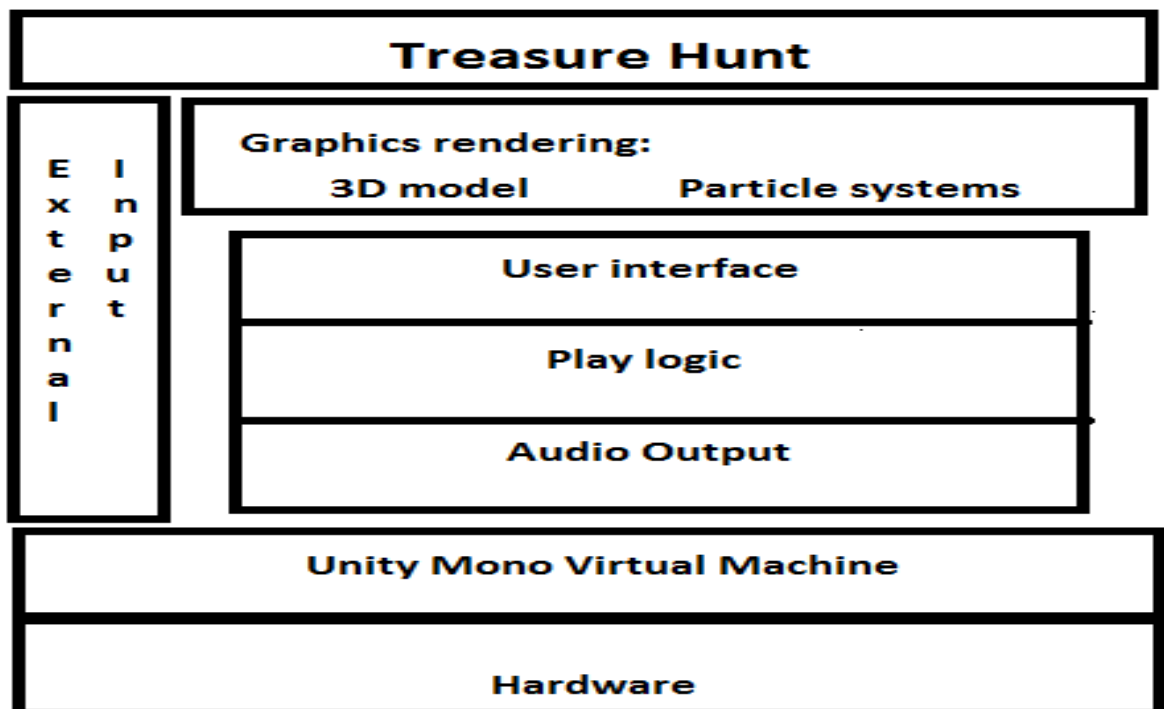 Treasure Hunt
External
Input
Graphics rendering:
3D model Particle systems
User interface
Play logic
Audio Output
Unity Mono Virtual Machine
Hardware